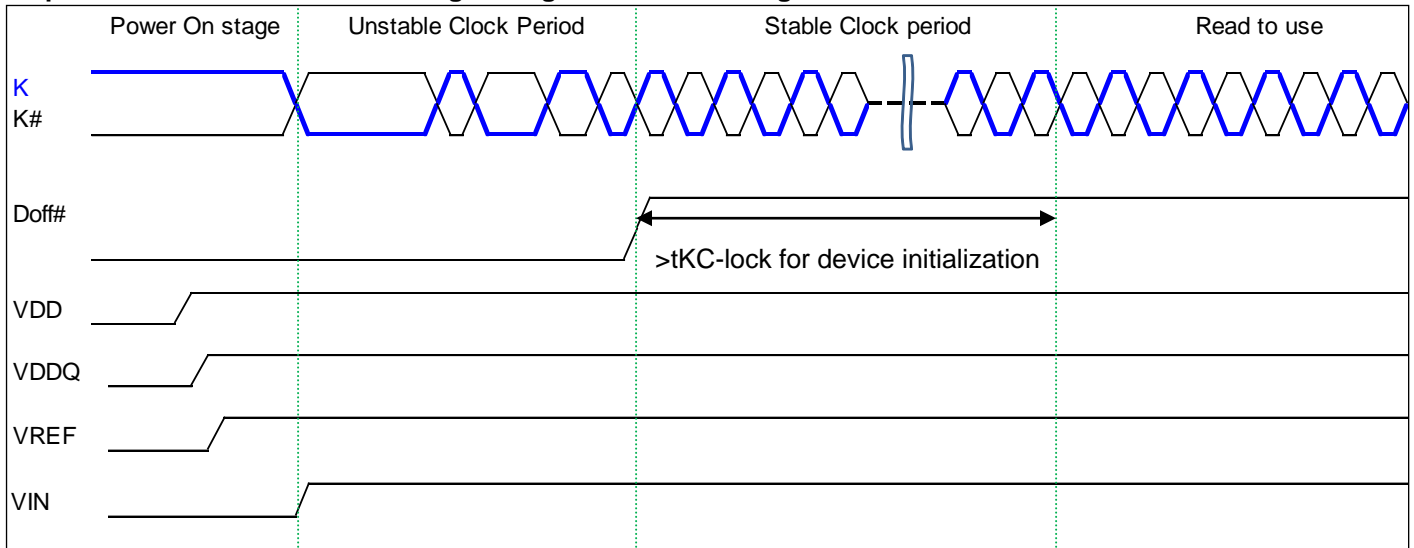 Power On stage Unstable Clock Period Stable Clock period Read to use
K
K#
Doff#
>tKC-lock for device initialization
VDD
VDDQ
VREF
VIN